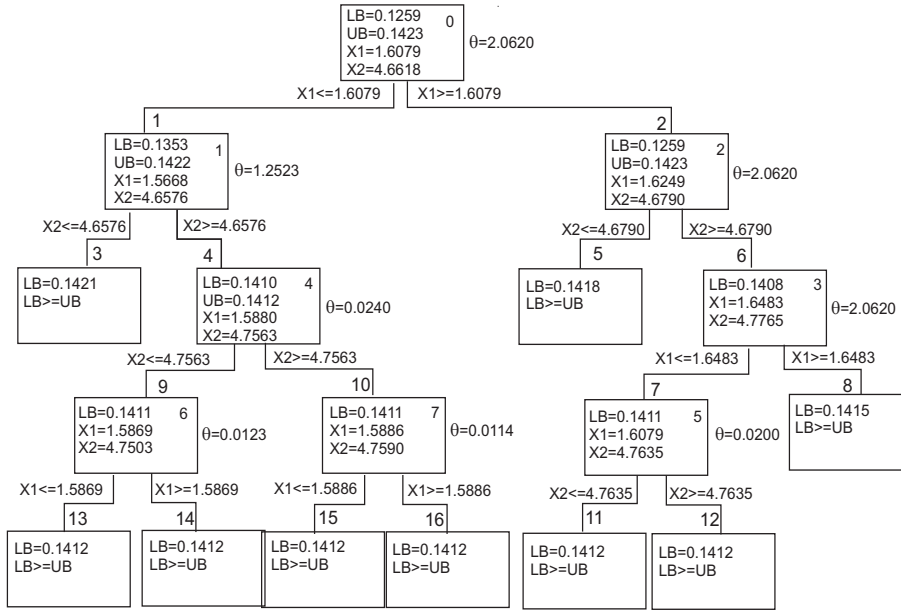 LB=0.1259 0
UB=0.1423
X1=1.6079
X2=4.6618
θ=2.0620
X1<=1.6079 X1>=1.6079
1
LB=0.1353 1
UB=0.1422
X1=1.5668
X2=4.6576
θ=1.2523
2
LB=0.1259 2
UB=0.1423
X1=1.6249
X2=4.6790
θ=2.0620
X2<=4.6576 X2>=4.6576
X2<=4.6790 X2>=4.6790
3
LB=0.1421
LB>=UB
4
LB=0.1410 4
UB=0.1412
X1=1.5880
X2=4.7563
θ=0.0240
5
LB=0.1418
LB>=UB
6
LB=0.1408 3
X1=1.6483
X2=4.7765
θ=2.0620
X2<=4.7563 X2>=4.7563
X1<=1.6483 X1>=1.6483
9
LB=0.1411 6
X1=1.5869
X2=4.7503
θ=0.0123
10
LB=0.1411 7
X1=1.5886
X2=4.7590
θ=0.0114
7
LB=0.1411 5
X1=1.6079
X2=4.7635
θ=0.0200
8
LB=0.1415
LB>=UB
X1<=1.5869 X1>=1.5869
X1<=1.5886 X1>=1.5886
X2<=4.7635 X2>=4.7635
13
LB=0.1412
LB>=UB
14
LB=0.1412
LB>=UB
15
LB=0.1412
LB>=UB
16
LB=0.1412
LB>=UB
11
LB=0.1412
LB>=UB
12
LB=0.1412
LB>=UB